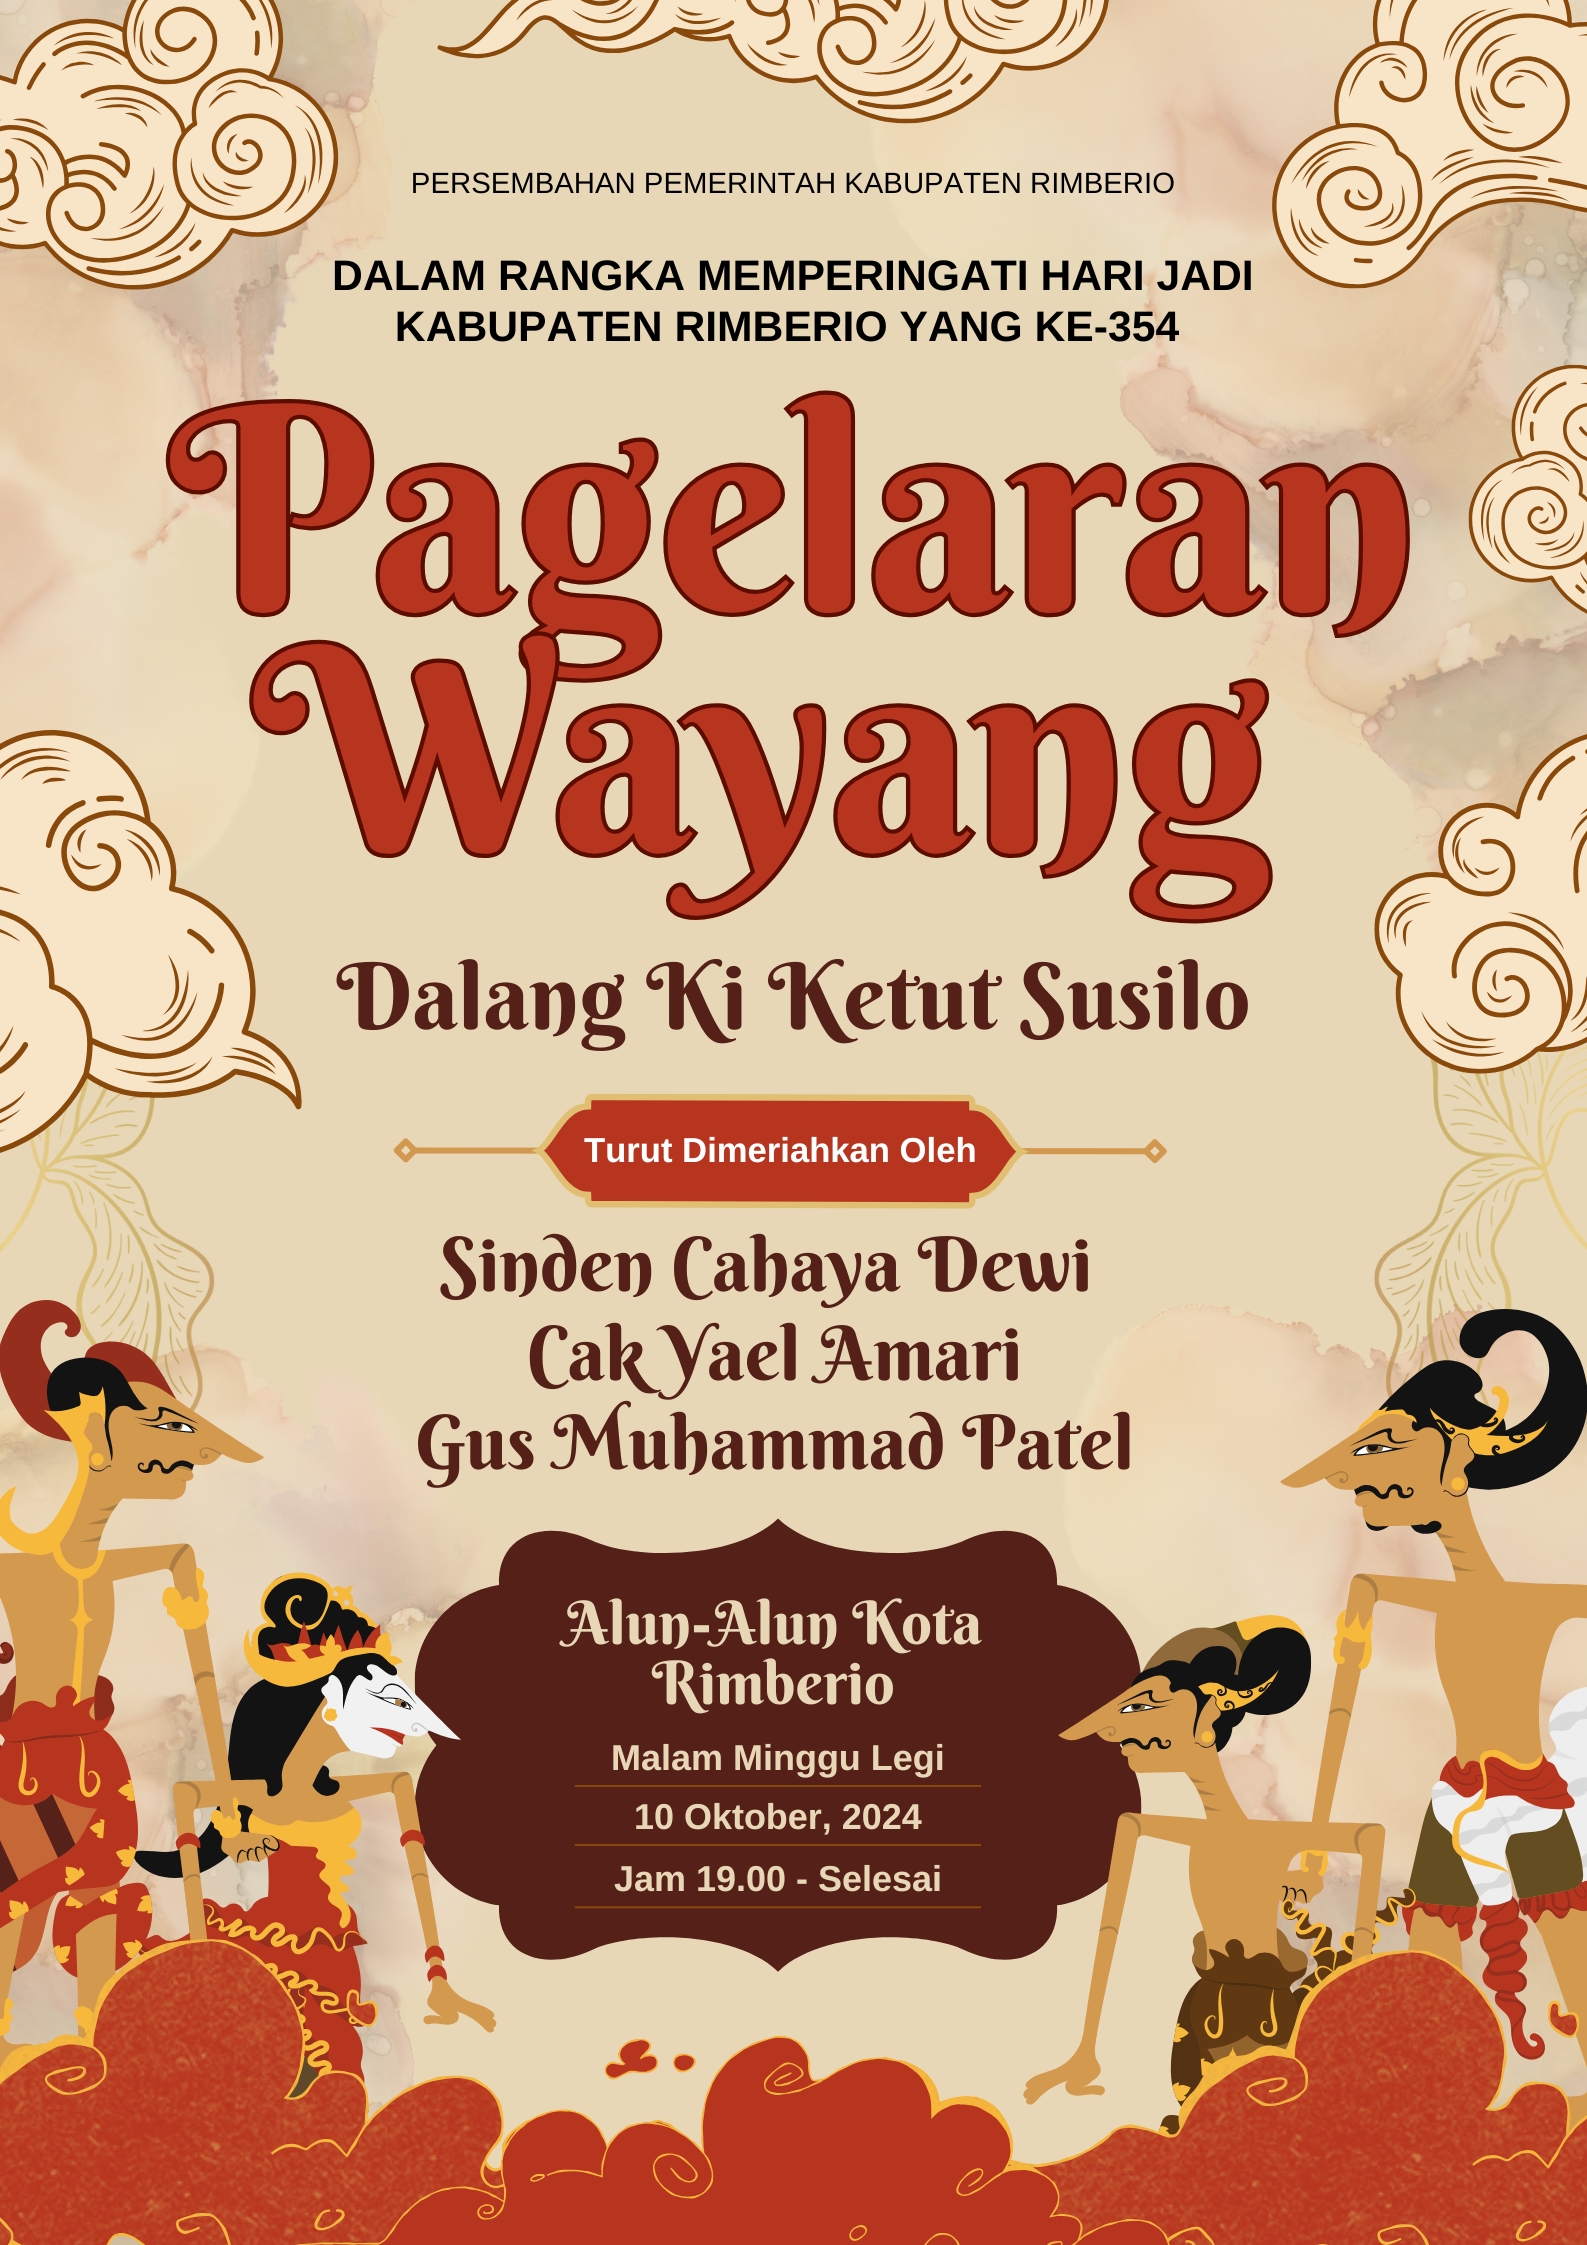 PERSEMBAHAN PEMERINTAH KABUPATEN RIMBERIO
DALAM RANGKA MEMPERINGATI HARI JADI
KABUPATEN RIMBERIO YANG KE-354
Pagelaran
Wayang
Dalang Ki Ketut Susilo
Turut Dimeriahkan Oleh
Sinden Cahaya Dewi
Cak Yael Amari
Gus Muhammad Patel
Alun-Alun Kota
Rimberio
Malam Minggu Legi
10 Oktober, 2024
Jam 19.00 - Selesai